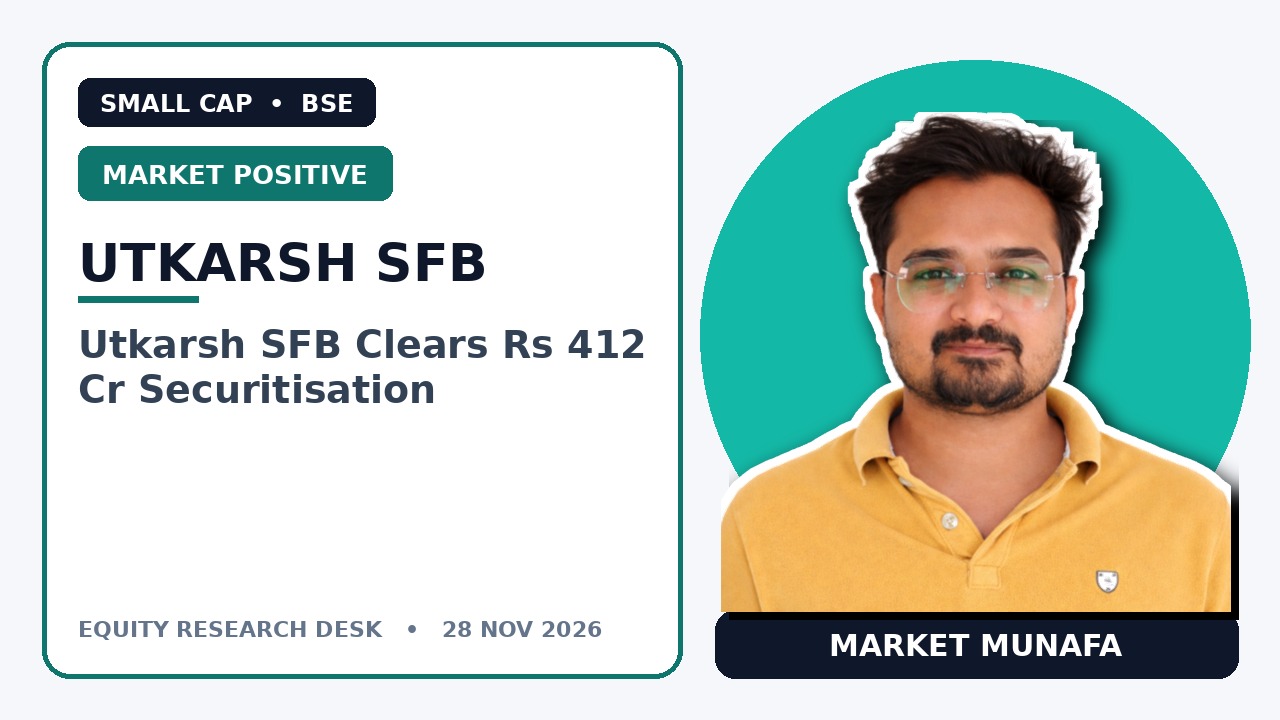 SMALL CAP • BSE
MARKET POSITIVE
UTKARSH SFB
Utkarsh SFB Clears Rs 412
Cr Securitisation
EQUITY RESEARCH DESK • 28 NOV 2026
MARKET MUNAFA